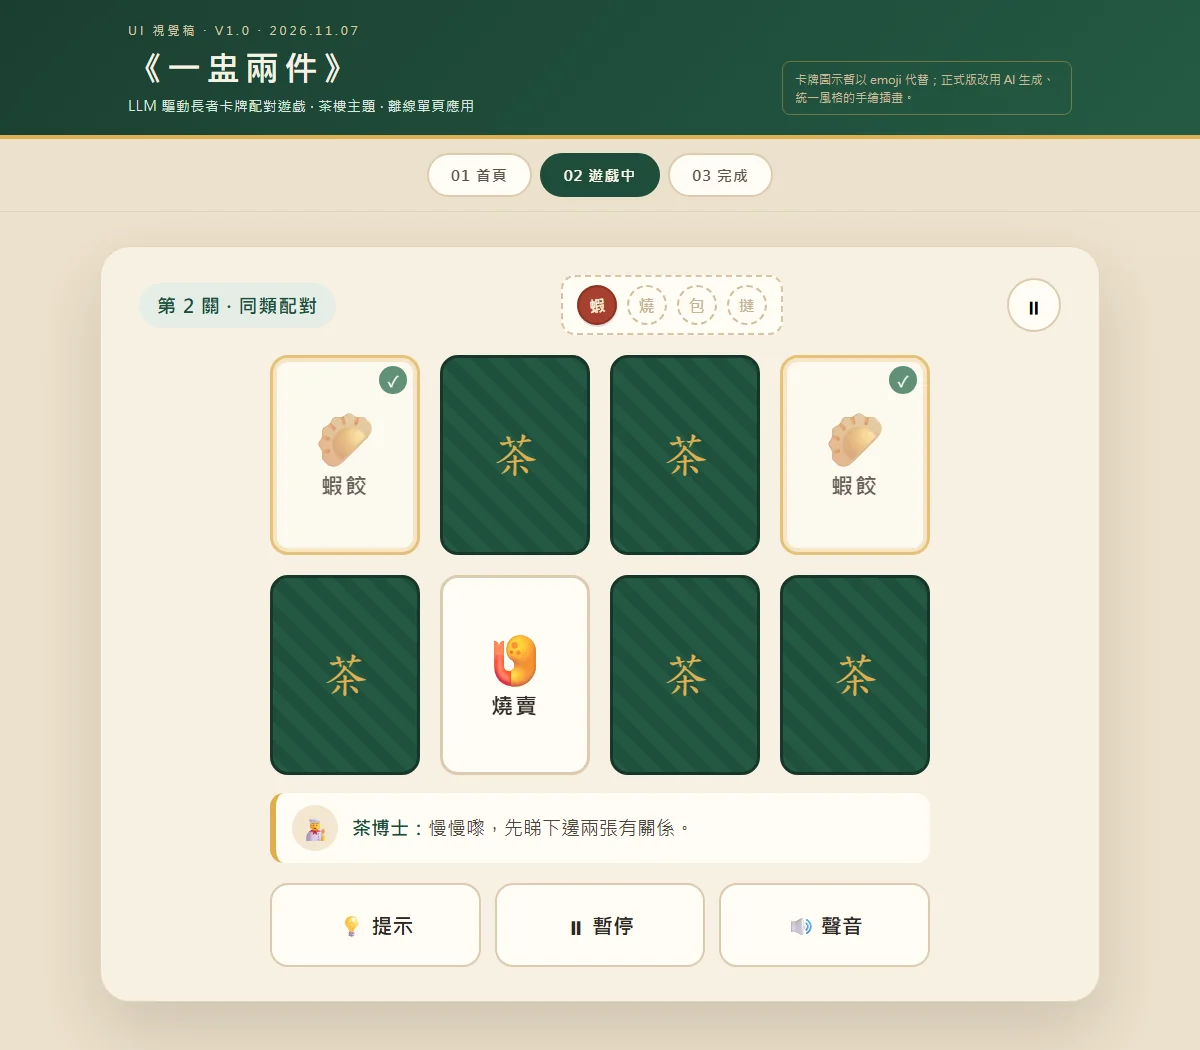 UI 視覺稿 · V1.0 · 2026.11.07
《一盅兩件》
LLM 驅動長者卡牌配對遊戲 · 茶樓主題 · 離線單頁應用
卡牌圖示暫以 emoji 代替；正式版改用 AI 生成、
統一風格的手繪插畫。
01 首頁
02 遊戲中
03 完成
第 2 關 · 同類配對
蝦 燒 包 撻
蝦餃
茶
茶
蝦餃
茶
燒賣
茶
茶
茶博士：慢慢嚟，先睇下邊兩張有關係。
提示
暫停
聲音